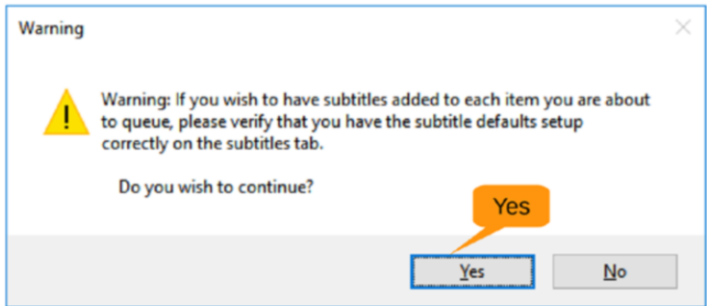 Warning
Warning: If you wish to have subtitles added to each item you are about
to queue, please verify that you have the subtitle defaults setup
correctly on the subtitles tab.
Do you wish to continue?
Yes
Yes
No